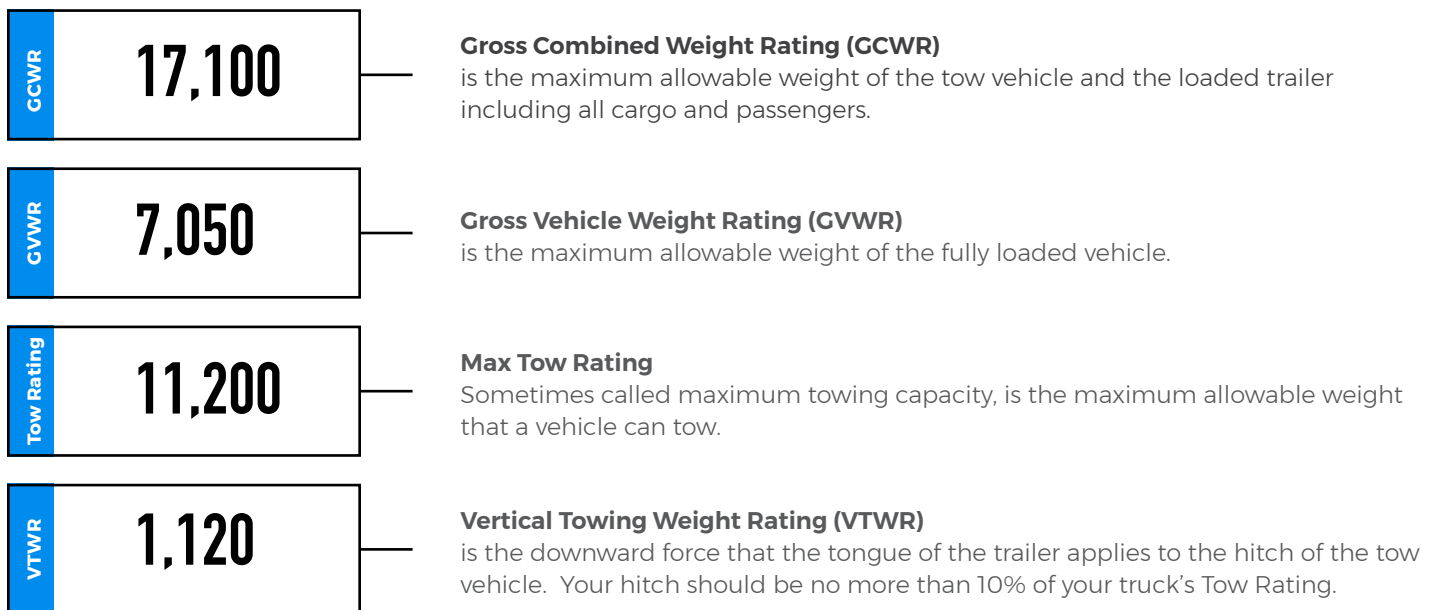 GCWR
17,100
Gross Combined Weight Rating (GCWR)
is the maximum allowable weight of the tow vehicle and the loaded trailer
including all cargo and passengers.
GVWR
7,050
Gross Vehicle Weight Rating (GVWR)
is the maximum allowable weight of the fully loaded vehicle.
Tow Rating
11,200
Max Tow Rating
Sometimes called maximum towing capacity, is the maximum allowable weight
that a vehicle can tow.
VTWR
1,120
Vertical Towing Weight Rating (VTWR)
is the downward force that the tongue of the trailer applies to the hitch of the tow
vehicle.  Your hitch should be no more than 10% of your truck's Tow Rating.